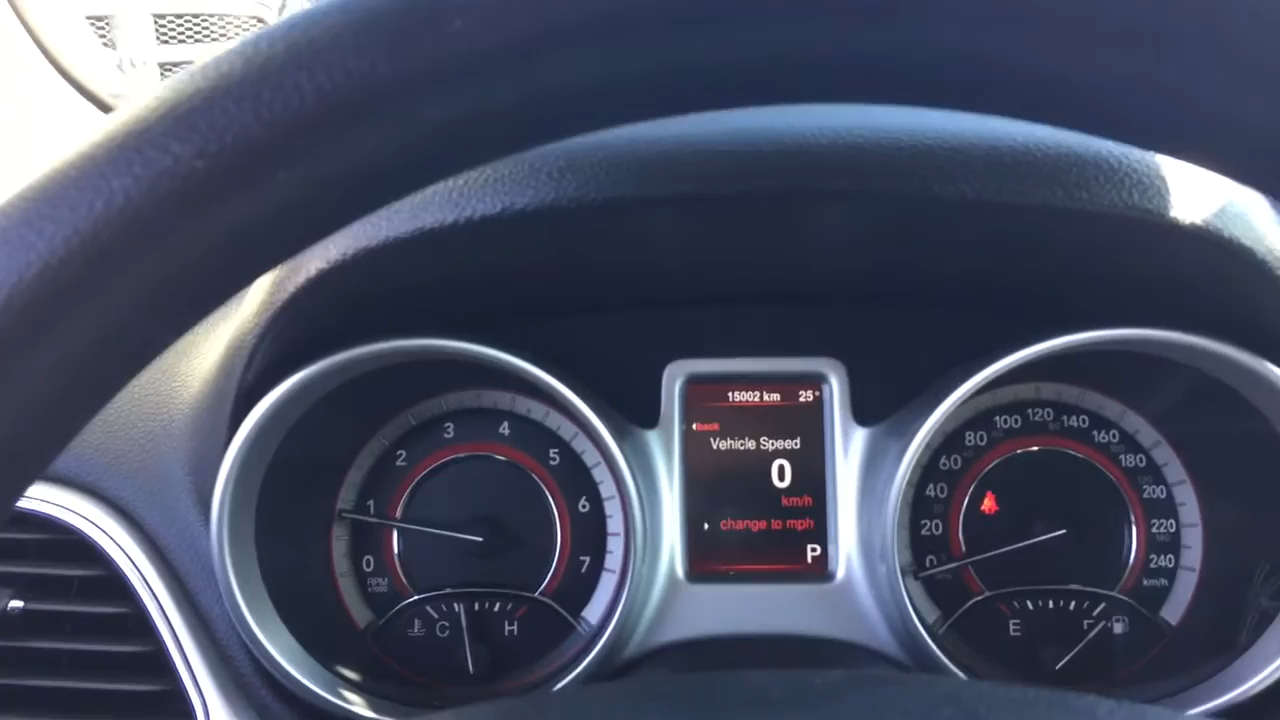 15002 km 25°
back
Vehicle Speed
0
km/h
change to mph
P
0
1
2
3
4
5
6
7
RPM
x1000
C
H
0
20
40
60
80
100
120
140
160
180
200
220
240
km/h
E
F